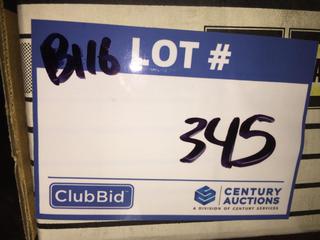 B116 LOT #
345
ClubBid
CENTURY
AUCTIONS
A DIVISION OF CENTURY SERVICES